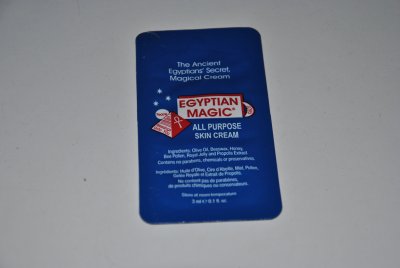 The Ancient
Egyptians' Secret,
Magical Cream
EGYPTIAN
MAGIC®
ALL PURPOSE
SKIN CREAM
Ingredients: Olive Oil, Beeswax, Honey,
Bee Pollen, Royal Jelly and Propolis Extract.
Contains no parabens, chemicals or preservatives.
Ingrédients: Huile d'Olive, Cire d'Abeille, Miel, Pollen,
Gelée Royale et Extrait de Propolis.
Ne contient pas de parabènes,
de produits chimiques ou conservateurs.
Store at room temperature
3 ml e 0.1 fl. oz.